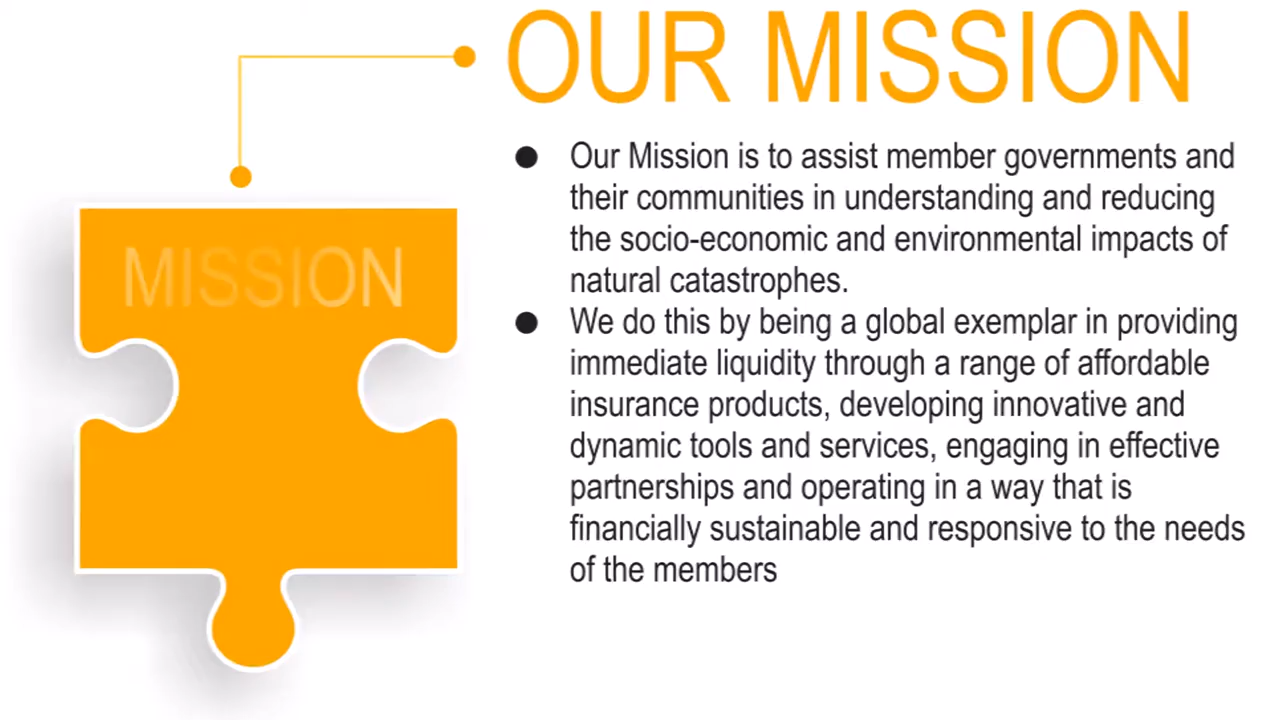 OUR MISSION
MISSION
● Our Mission is to assist member governments and
their communities in understanding and reducing
the socio-economic and environmental impacts of
natural catastrophes.
● We do this by being a global exemplar in providing
immediate liquidity through a range of affordable
insurance products, developing innovative and
dynamic tools and services, engaging in effective
partnerships and operating in a way that is
financially sustainable and responsive to the needs
of the members